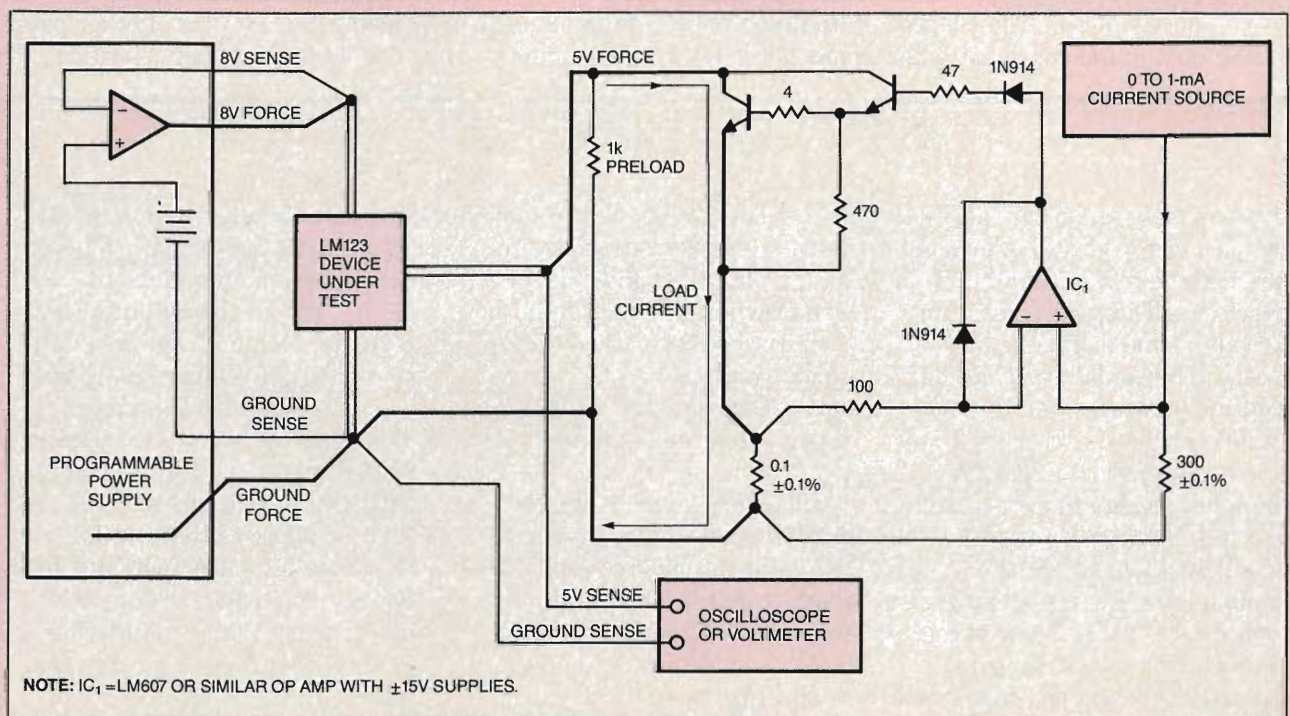 8V SENSE
8V FORCE
5V FORCE
4
47
1N914
0 TO 1-mA
CURRENT SOURCE
1k
PRELOAD
470
LM123
DEVICE
UNDER
TEST
LOAD
CURRENT
IC1
−
+
−
+
1N914
100
GROUND
SENSE
PROGRAMMABLE
POWER
SUPPLY
GROUND
FORCE
0.1
±0.1%
300
±0.1%
5V SENSE
GROUND SENSE
OSCILLOSCOPE
OR VOLTMETER
NOTE: IC1 =LM607 OR SIMILAR OP AMP WITH ±15V SUPPLIES.